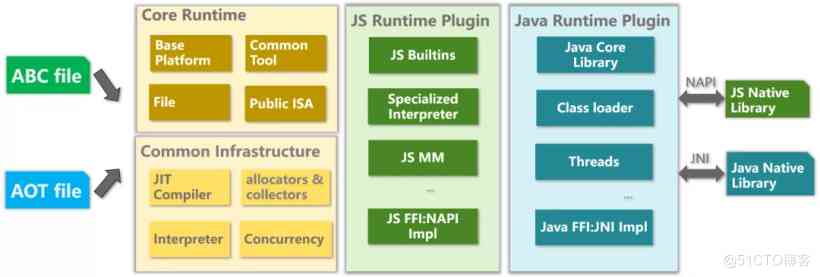 ABC file
AOT file
Core Runtime
Base
Platform
Common
Tool
File
Public ISA
Common Infrastructure
JIT
Compiler
allocators &
collectors
Interpreter
Concurrency
JS Runtime Plugin
JS Builtins
Specialized
Interpreter
JS MM
...
JS FFI:NAPI
Impl
Java Runtime Plugin
Java Core
Library
Class loader
Threads
...
Java FFI:JNI Impl
NAPI
JS Native
Library
JNI
Java Native
Library
@51CTO博客